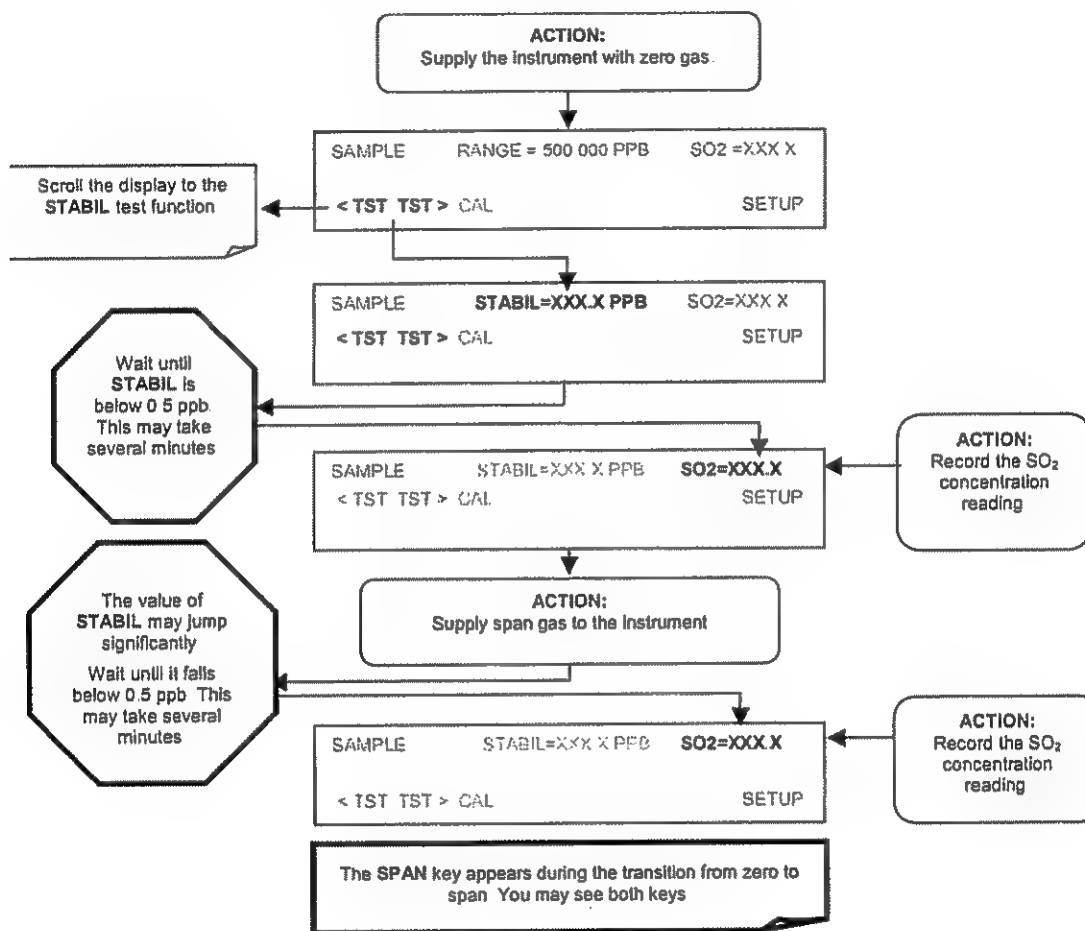 ACTION:
Supply the instrument with zero gas.
SAMPLE RANGE = 500 000 PPB SO2 =XXX X
< TST TST > CAL SETUP
Scroll the display to the
STABIL test function
SAMPLE STABIL=XXX.X PPB SO2=XXX X
< TST TST > CAL SETUP
Wait until
STABIL is
below 0 5 ppb.
This may take
several minutes
SAMPLE STABIL=XXX X PPB SO2=XXX.X
< TST TST > CAL SETUP
ACTION:
Record the SO₂
concentration
reading
ACTION:
Supply span gas to the instrument
The value of
STABIL may jump
significantly
Wait until it falls
below 0.5 ppb This
may take several
minutes
SAMPLE STABIL=XXX X PPB SO2=XXX.X
< TST TST > CAL SETUP
ACTION:
Record the SO₂
concentration
reading
The SPAN key appears during the transition from zero to
span You may see both keys